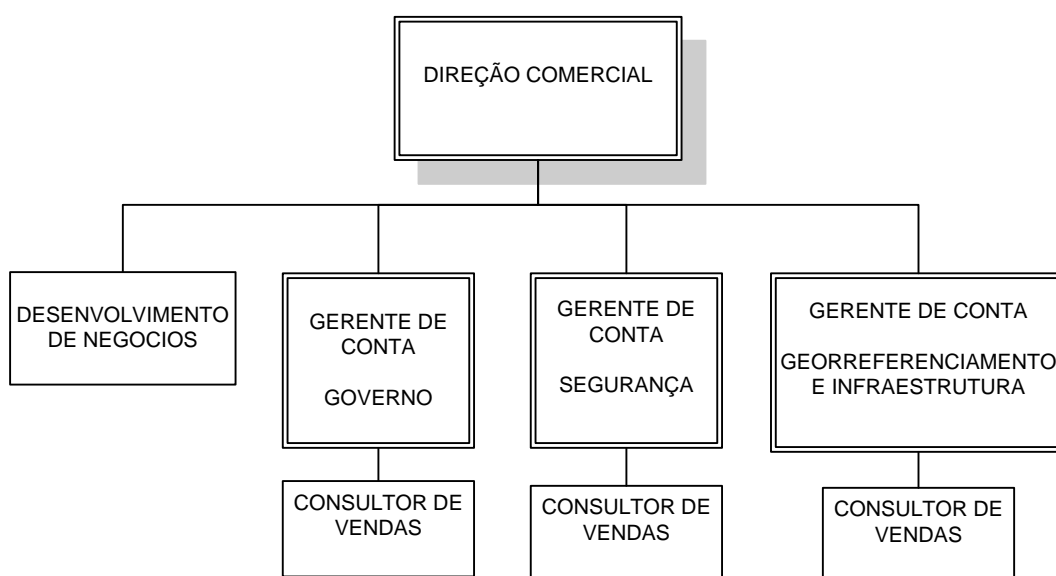 DIREÇÃO COMERCIAL
DESENVOLVIMENTO
DE NEGOCIOS
GERENTE DE
CONTA
GOVERNO
GERENTE DE
CONTA
SEGURANÇA
GERENTE DE CONTA
GEORREFERENCIAMENTO
E INFRAESTRUTURA
CONSULTOR DE
VENDAS
CONSULTOR DE
VENDAS
CONSULTOR DE
VENDAS